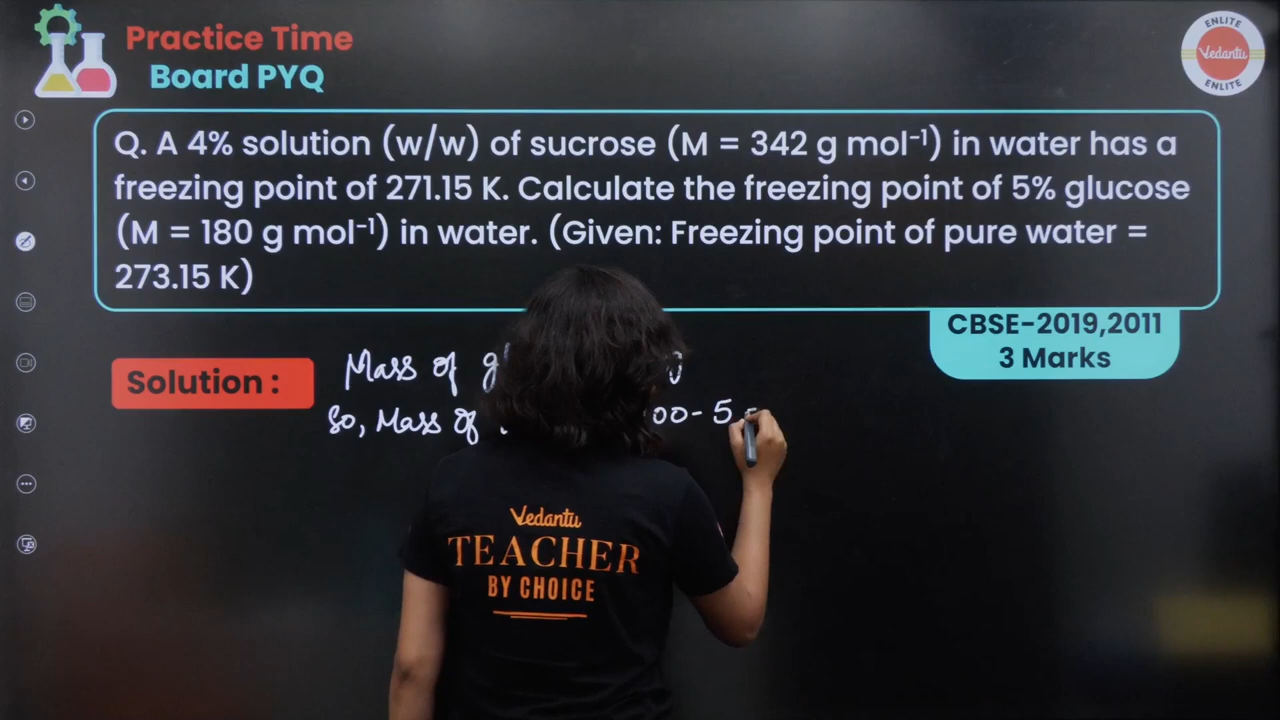 Practice Time
Board PYQ
ENLITE
Vedantu
ENLITE
Q. A 4% solution (w/w) of sucrose (M = 342 g mol⁻¹) in water has a
freezing point of 271.15 K. Calculate the freezing point of 5% glucose
(M = 180 g mol⁻¹) in water. (Given: Freezing point of pure water =
273.15 K)
CBSE-2019,2011
3 Marks
Solution :
Mass of
So, Mass of 00-5
Vedantu
TEACHER
BY CHOICE